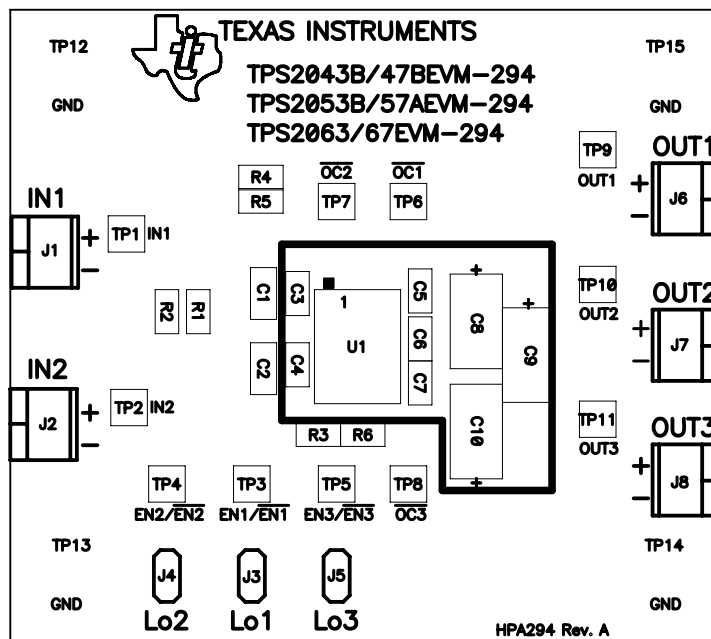 TP12
TEXAS INSTRUMENTS
TP15
TPS2043B/47BEVM-294
GND
TPS2053B/57AEVM-294
GND
TPS2063/67EVM-294
TP9
OUT1
OUT1
R4
R5
OC2
TP7
OC1
TP6
+
-
J6
IN1
J1
+
-
TP1
IN1
R2
R1
C1
C3
1
U1
C5
C6
C7
C2
C4
+
C8
+
C9
C10
+
TP10
OUT2
OUT2
+
-
J7
IN2
J2
+
-
TP2
IN2
R3
R6
TP11
OUT3
OUT3
+
-
J8
TP4
EN2/EN2
TP3
EN1/EN1
TP5
EN3/EN3
TP8
OC3
TP13
GND
J4
Lo2
J3
Lo1
J5
Lo3
TP14
GND
HPA294 Rev. A